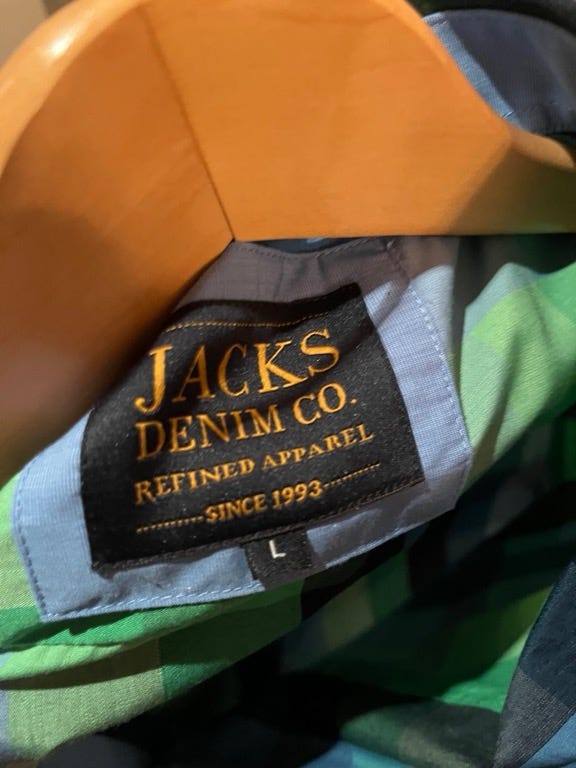 JACKS
DENIM CO.
REFINED APPAREL
SINCE 1993
L